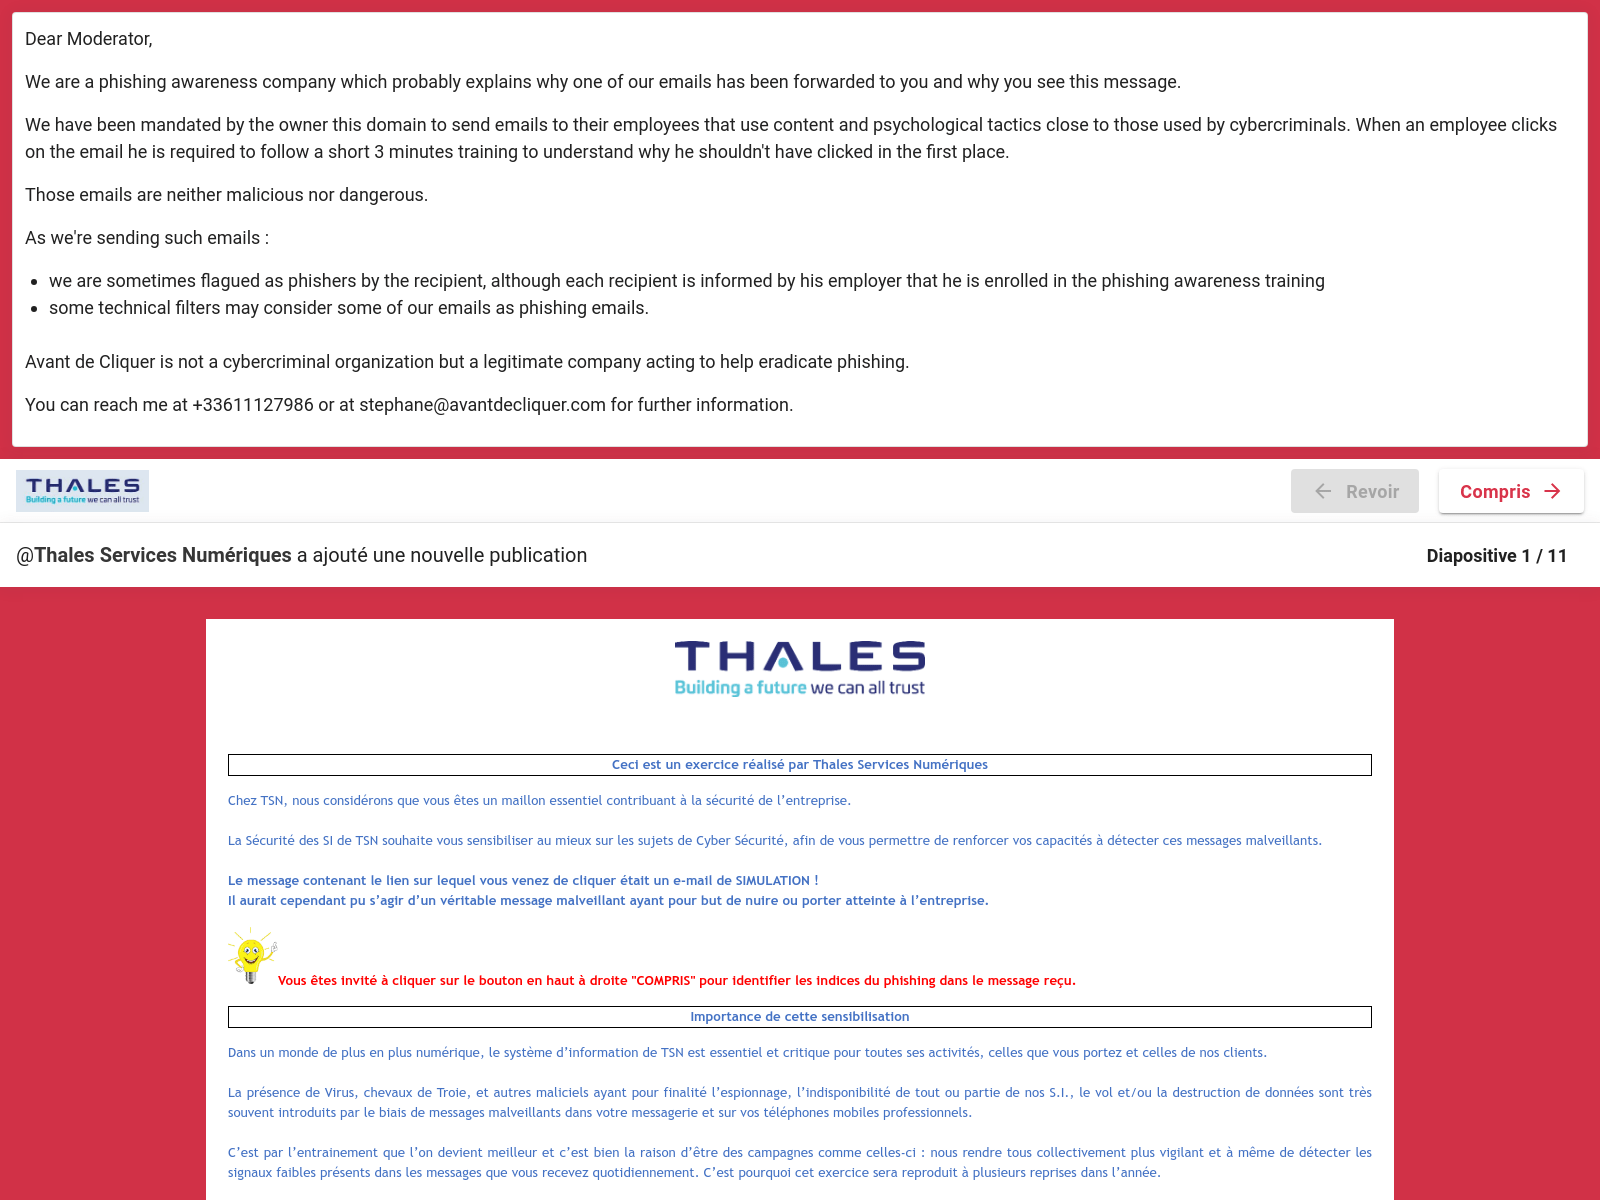 Dear Moderator,
We are a phishing awareness company which probably explains why one of our emails has been forwarded to you and why you see this message.
We have been mandated by the owner this domain to send emails to their employees that use content and psychological tactics close to those used by cybercriminals. When an employee clicks
on the email he is required to follow a short 3 minutes training to understand why he shouldn't have clicked in the first place.
Those emails are neither malicious nor dangerous.
As we're sending such emails :
• we are sometimes flagued as phishers by the recipient, although each recipient is informed by his employer that he is enrolled in the phishing awareness training
• some technical filters may consider some of our emails as phishing emails.
Avant de Cliquer is not a cybercriminal organization but a legitimate company acting to help eradicate phishing.
You can reach me at +33611127986 or at stephane@avantdecliquer.com for further information.
THALES
Building a future we can all trust
Revoir
Compris
@Thales Services Numériques a ajouté une nouvelle publication
Diapositive 1 / 11
THALES
Building a future we can all trust
Ceci est un exercice réalisé par Thales Services Numériques
Chez TSN, nous considérons que vous êtes un maillon essentiel contribuant à la sécurité de l’entreprise.
La Sécurité des SI de TSN souhaite vous sensibiliser au mieux sur les sujets de Cyber Sécurité, afin de vous permettre de renforcer vos capacités à détecter ces messages malveillants.
Le message contenant le lien sur lequel vous venez de cliquer était un e-mail de SIMULATION !
Il aurait cependant pu s’agir d’un véritable message malveillant ayant pour but de nuire ou porter atteinte à l’entreprise.
Vous êtes invité à cliquer sur le bouton en haut à droite "COMPRIS" pour identifier les indices du phishing dans le message reçu.
Importance de cette sensibilisation
Dans un monde de plus en plus numérique, le système d’information de TSN est essentiel et critique pour toutes ses activités, celles que vous portez et celles de nos clients.
La présence de Virus, chevaux de Troie, et autres maliciels ayant pour finalité l’espionnage, l’indisponibilité de tout ou partie de nos S.I., le vol et/ou la destruction de données sont très
souvent introduits par le biais de messages malveillants dans votre messagerie et sur vos téléphones mobiles professionnels.
C’est par l’entrainement que l’on devient meilleur et c’est bien la raison d’être des campagnes comme celles-ci : nous rendre tous collectivement plus vigilant et à même de détecter les
signaux faibles présents dans les messages que vous recevez quotidiennement. C’est pourquoi cet exercice sera reproduit à plusieurs reprises dans l’année.